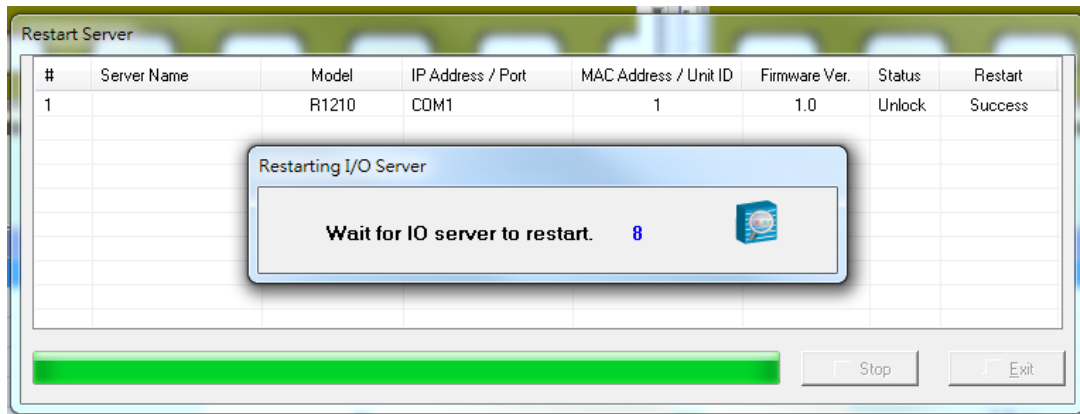 Restart Server
# Server Name Model IP Address / Port MAC Address / Unit ID Firmware Ver. Status Restart
1 R1210 COM1 1 1.0 Unlock Success
Restarting I/O Server
Wait for IO server to restart. 8
Stop Exit